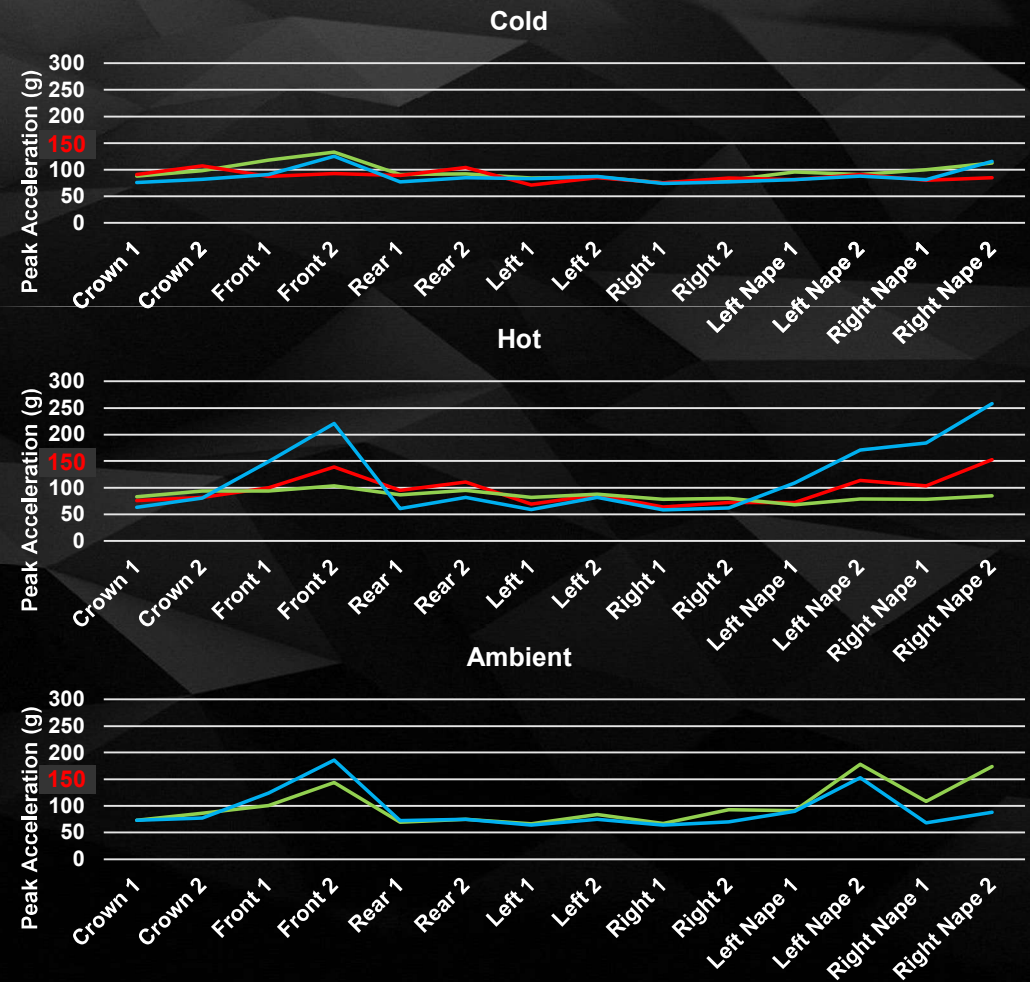 Cold
Peak Acceleration (g)
300
250
200
150
100
50
0
Crown 1
Crown 2
Front 1
Front 2
Rear 1
Rear 2
Left 1
Left 2
Right 1
Right 2
Left Nape 1
Left Nape 2
Right Nape 1
Right Nape 2
Hot
Peak Acceleration (g)
300
250
200
150
100
50
0
Crown 1
Crown 2
Front 1
Front 2
Rear 1
Rear 2
Left 1
Left 2
Right 1
Right 2
Left Nape 1
Left Nape 2
Right Nape 1
Right Nape 2
Ambient
Peak Acceleration (g)
300
250
200
150
100
50
0
Crown 1
Crown 2
Front 1
Front 2
Rear 1
Rear 2
Left 1
Left 2
Right 1
Right 2
Left Nape 1
Left Nape 2
Right Nape 1
Right Nape 2